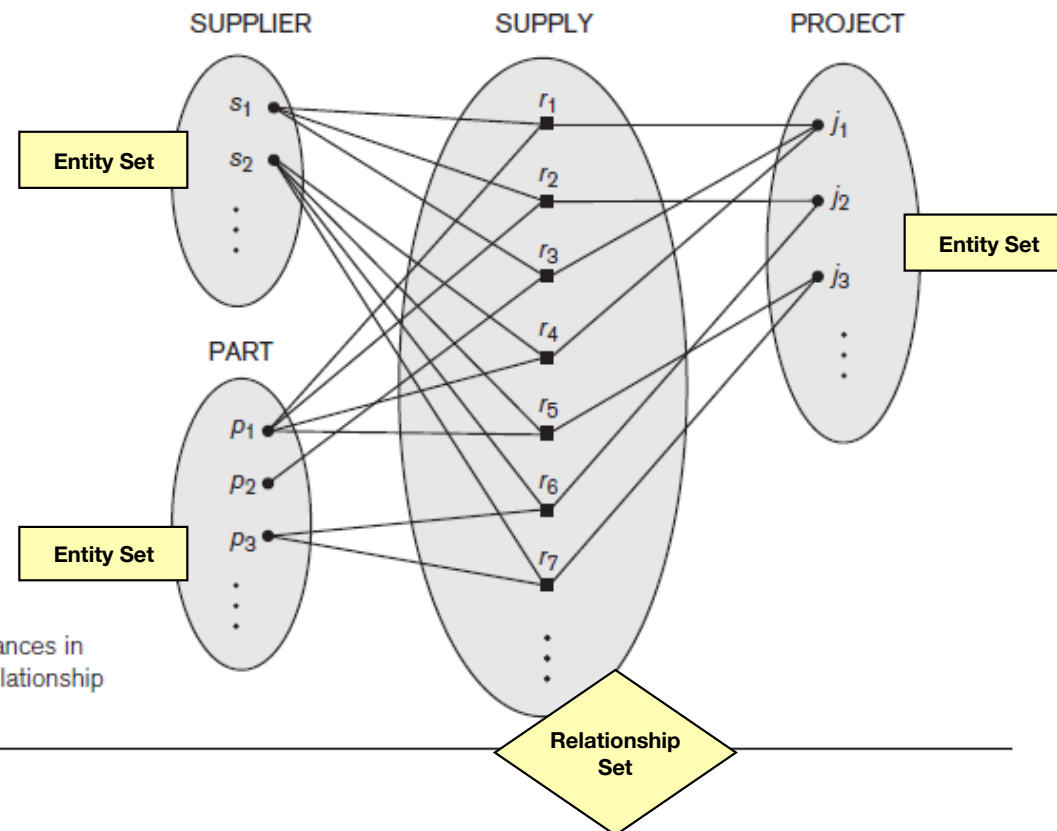 SUPPLIER
SUPPLY
PROJECT
s1
s2
Entity Set
r1
r2
r3
r4
r5
r6
r7
j1
j2
j3
Entity Set
PART
p1
p2
p3
Entity Set
ances in
lationship
Relationship
Set